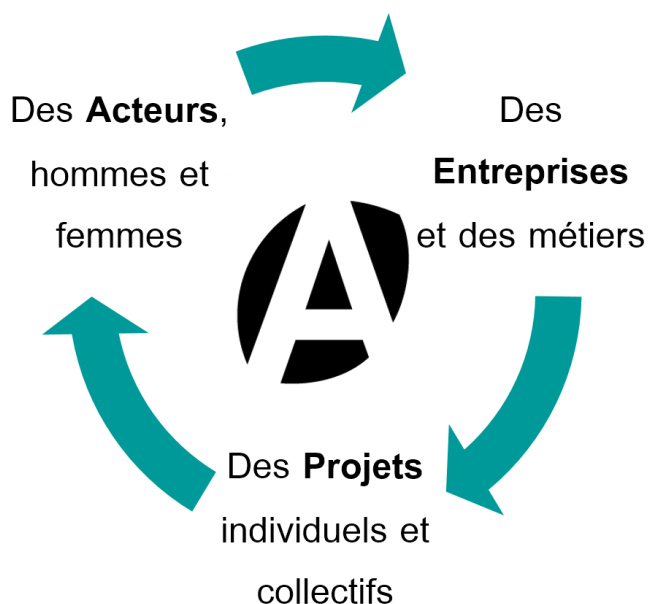 Des Acteurs,
hommes et
femmes
Des
Entreprises
et des métiers
A
Des Projets
individuels et
collectifs